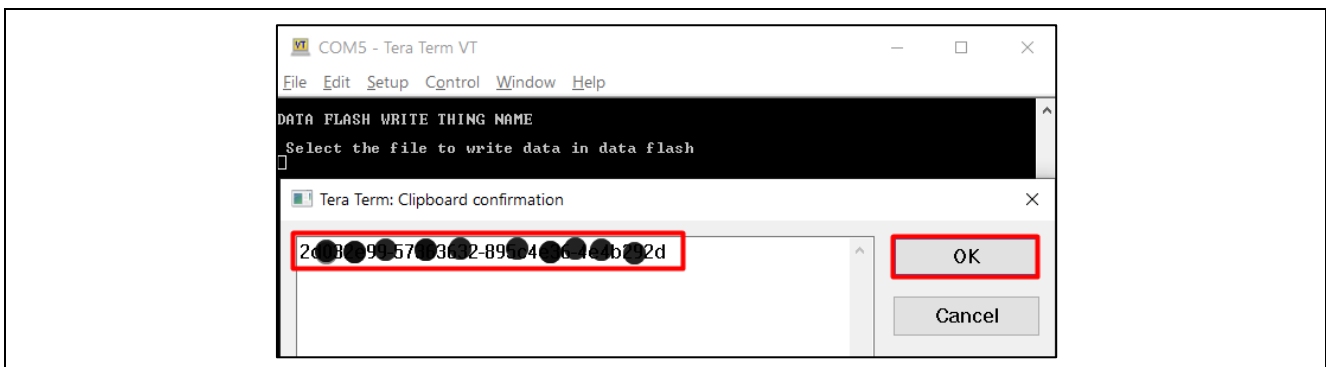 COM5 - Tera Term VT
File Edit Setup Control Window Help
DATA FLASH WRITE THING NAME
Select the file to write data in data flash
Tera Term: Clipboard confirmation
OK
Cancel